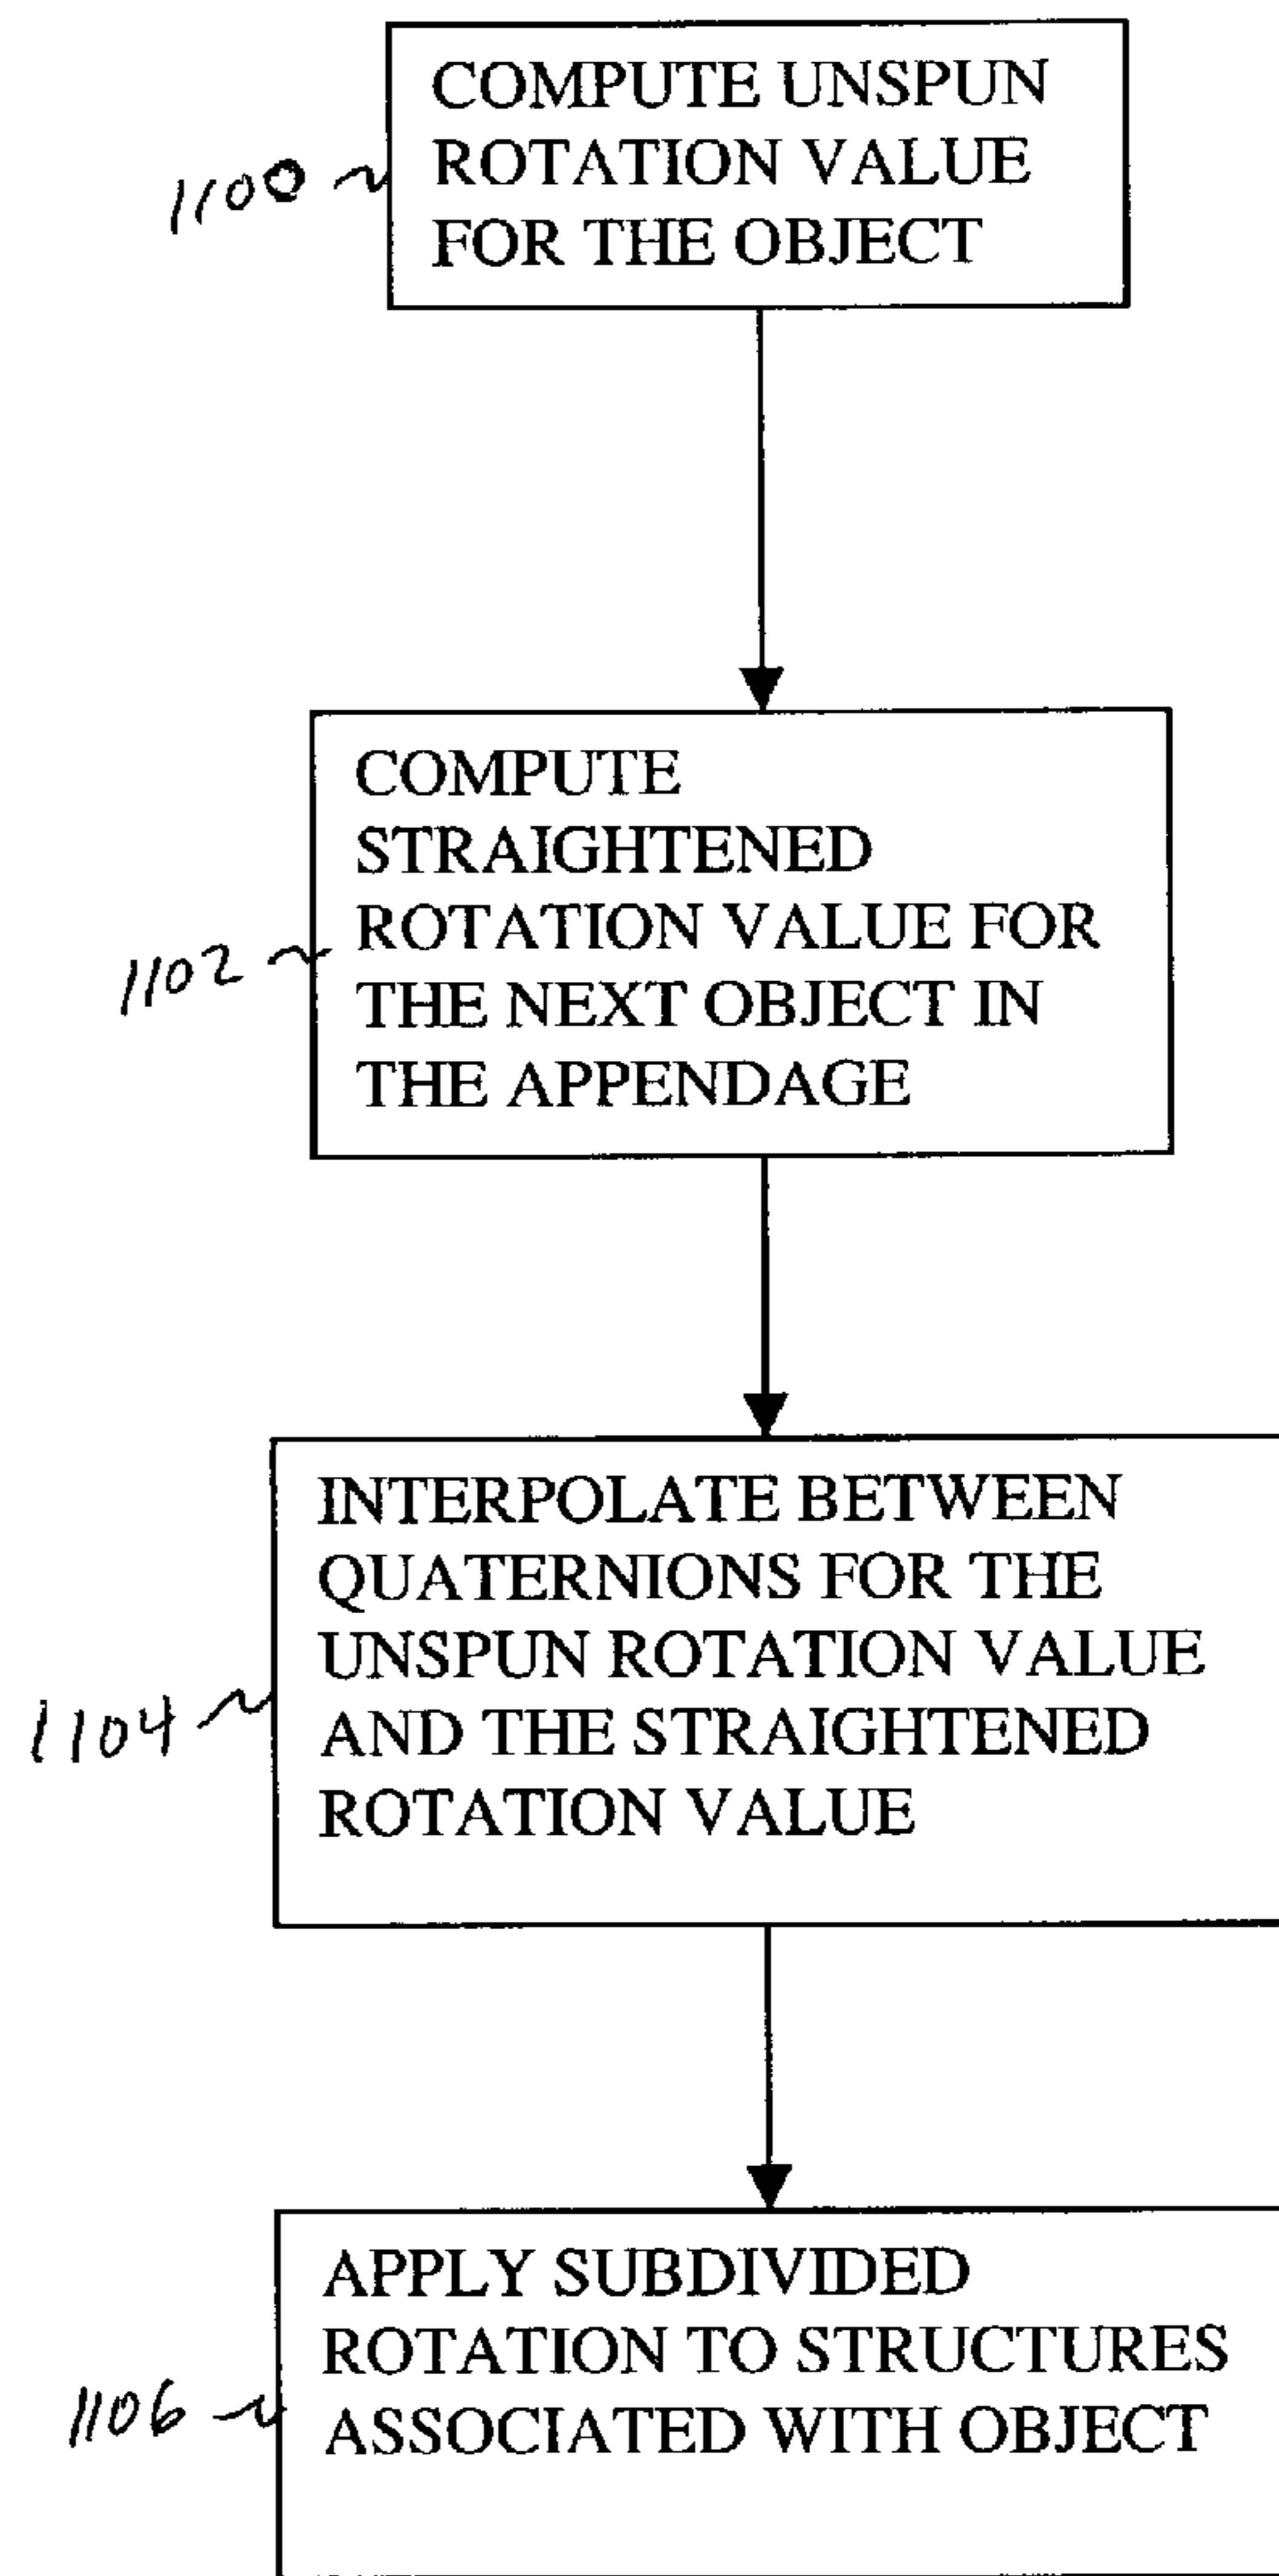 COMPUTE UNSPUN
ROTATION VALUE
FOR THE OBJECT
1100
COMPUTE
STRAIGHTENED
ROTATION VALUE FOR
THE NEXT OBJECT IN
THE APPENDAGE
1102
INTERPOLATE BETWEEN
QUATERNIONS FOR THE
UNSPUN ROTATION VALUE
AND THE STRAIGHTENED
ROTATION VALUE
1104
APPLY SUBDIVIDED
ROTATION TO STRUCTURES
ASSOCIATED WITH OBJECT
1106